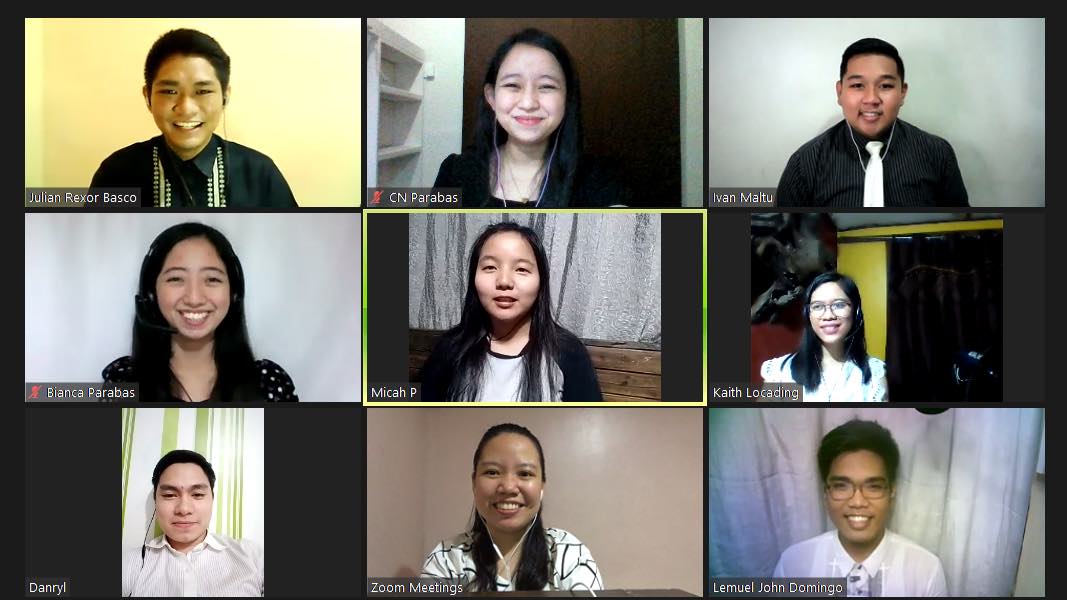 Julian Rexor Basco
CN Parabas
Ivan Maltu
Bianca Parabas
Micah P
Kaith Locading
Danryl
Zoom Meetings
Lemuel John Domingo